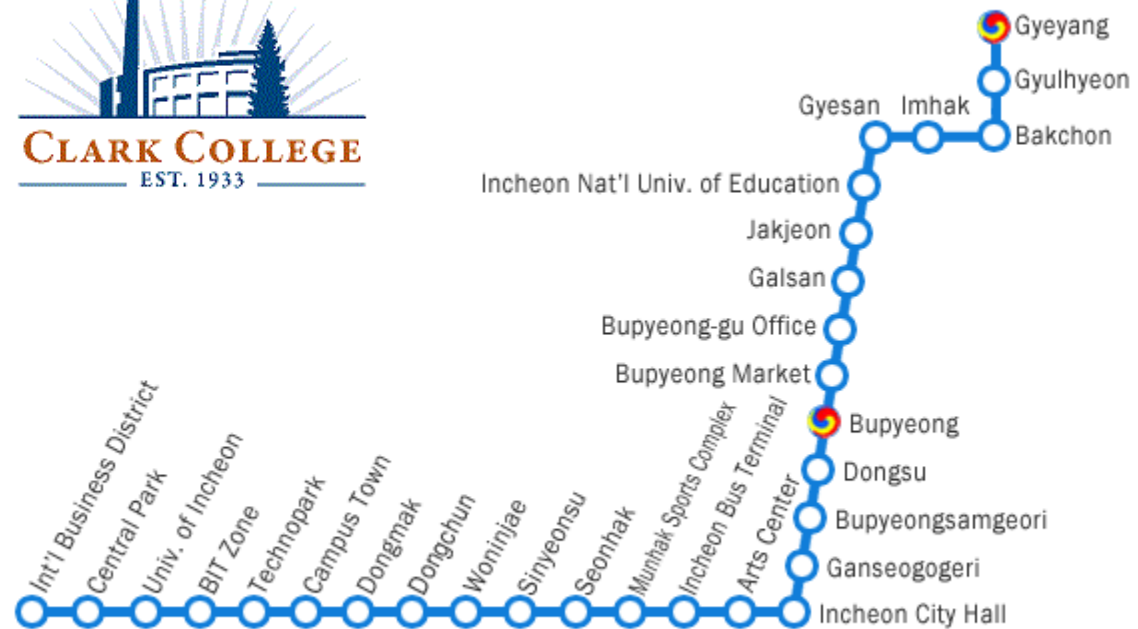 CLARK COLLEGE
EST. 1933
Gyeyang
Gyulhyeon
Bakchon
Imhak
Gyesan
Incheon Nat'l Univ. of Education
Jakjeon
Galsan
Bupyeong-gu Office
Bupyeong Market
Bupyeong
Dongsu
Bupyeongsamgeori
Ganseogogeri
Incheon City Hall
Arts Center
Incheon Bus Terminal
Munhak Sports Complex
Seonhak
Sinyeonsu
Woninjae
Dongchun
Dongmak
Campus Town
Technopark
BIT Zone
Univ. of Incheon
Central Park
Int'l Business District